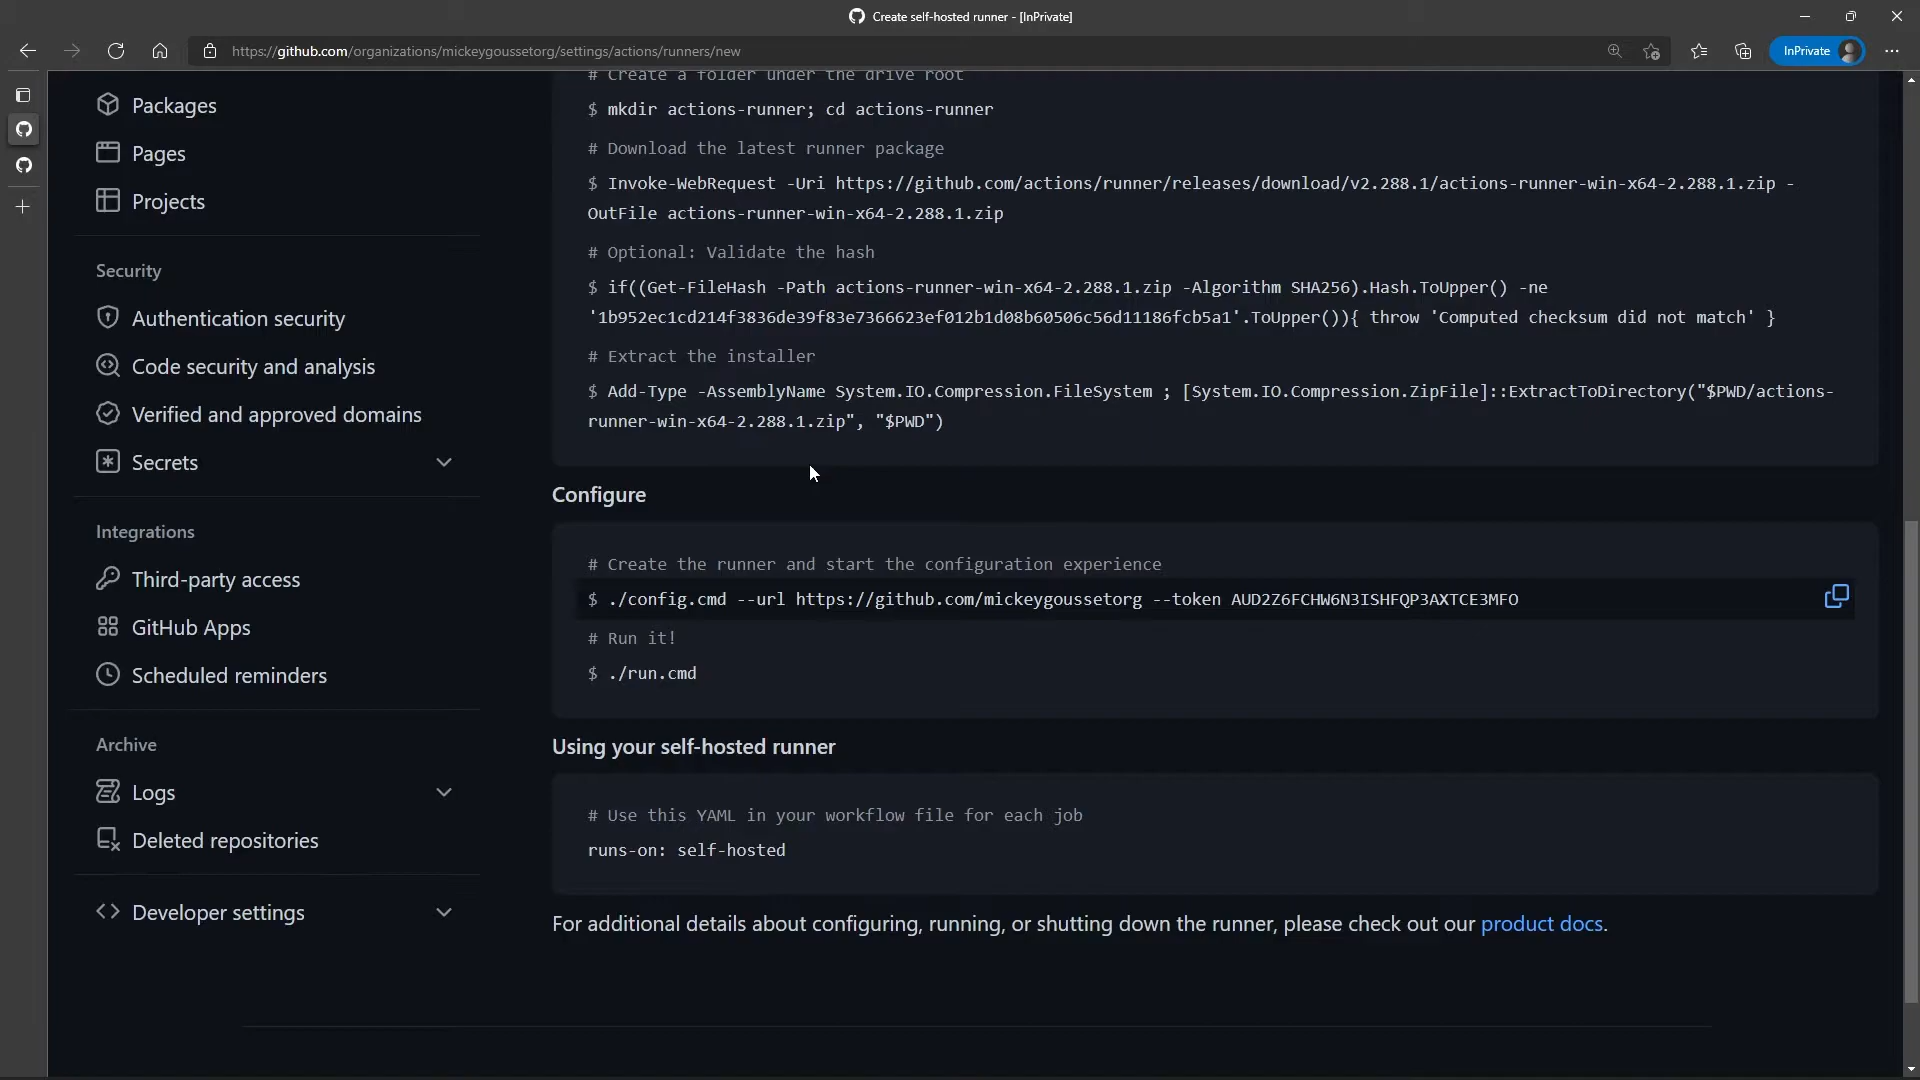 Create self-hosted runner - [InPrivate]
https://github.com/organizations/mickeygoussetorg/settings/actions/runners/new
InPrivate
Packages
Pages
Projects
Security
Authentication security
Code security and analysis
Verified and approved domains
Secrets
Integrations
Third-party access
GitHub Apps
Scheduled reminders
Archive
Logs
Deleted repositories
Developer settings
# Create a folder under the drive root
$ mkdir actions-runner; cd actions-runner
# Download the latest runner package
$ Invoke-WebRequest -Uri https://github.com/actions/runner/releases/download/v2.288.1/actions-runner-win-x64-2.288.1.zip -
OutFile actions-runner-win-x64-2.288.1.zip
# Optional: Validate the hash
$ if((Get-FileHash -Path actions-runner-win-x64-2.288.1.zip -Algorithm SHA256).Hash.ToUpper() -ne
'1b952ec1cd214f3836de39f83e7366623ef012b1d08b60506c56d11186fcb5a1'.ToUpper()){ throw 'Computed checksum did not match' }
# Extract the installer
$ Add-Type -AssemblyName System.IO.Compression.FileSystem ; [System.IO.Compression.ZipFile]::ExtractToDirectory("$PWD/actions-
runner-win-x64-2.288.1.zip", "$PWD")
Configure
# Create the runner and start the configuration experience
$ ./config.cmd --url https://github.com/mickeygoussetorg --token AUD2Z6FCHW6N3ISHFQP3AXTCE3MFO
# Run it!
$ ./run.cmd
Using your self-hosted runner
# Use this YAML in your workflow file for each job
runs-on: self-hosted
For additional details about configuring, running, or shutting down the runner, please check out our product docs.